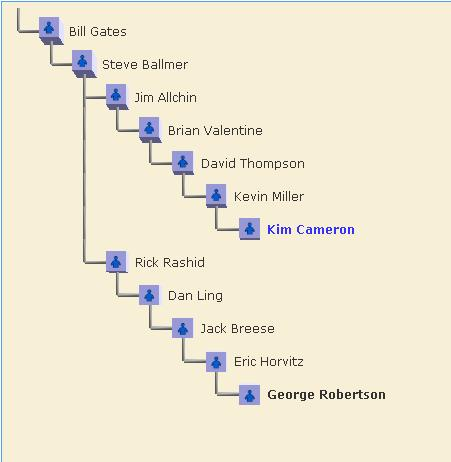 Bill Gates
Steve Ballmer
Jim Allchin
Brian Valentine
David Thompson
Kevin Miller
Kim Cameron
Rick Rashid
Dan Ling
Jack Breese
Eric Horvitz
George Robertson